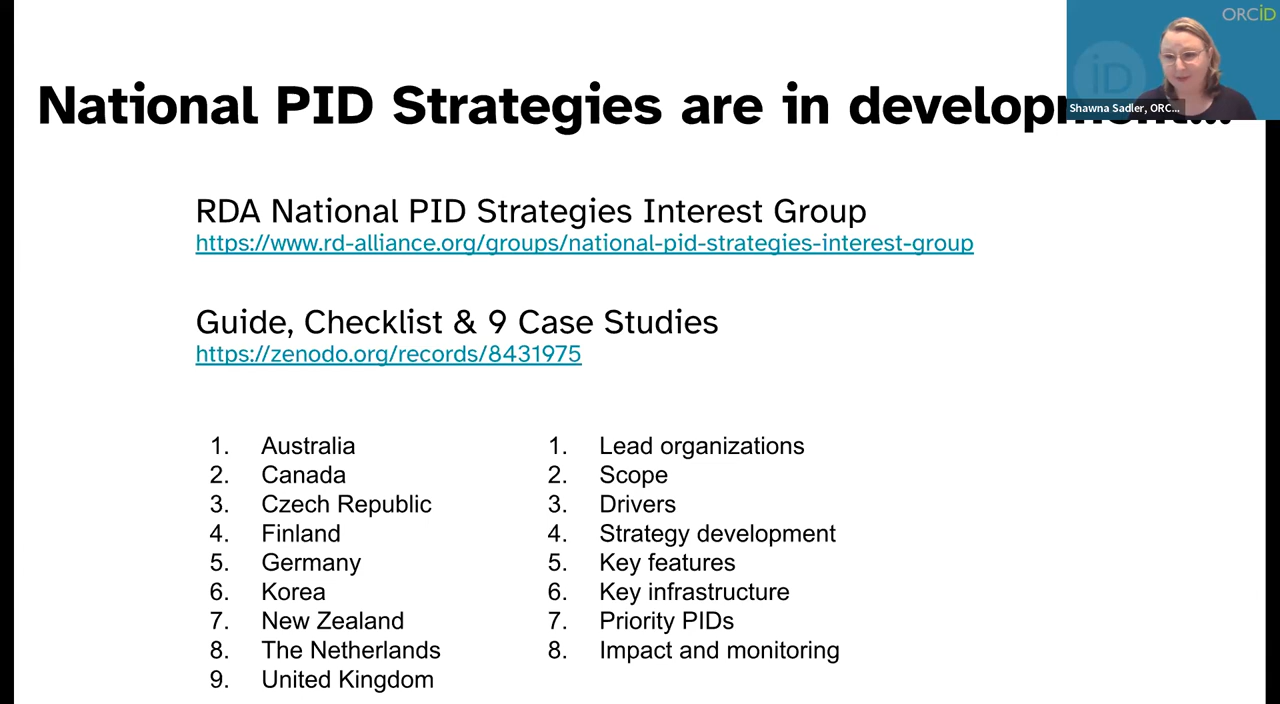 ORCiD
iD
National PID Strategies are in development...
Shawna Sadler, ORC...
RDA National PID Strategies Interest Group
https://www.rd-alliance.org/groups/national-pid-strategies-interest-group
Guide, Checklist & 9 Case Studies
https://zenodo.org/records/8431975
1. Australia
2. Canada
3. Czech Republic
4. Finland
5. Germany
6. Korea
7. New Zealand
8. The Netherlands
9. United Kingdom
1. Lead organizations
2. Scope
3. Drivers
4. Strategy development
5. Key features
6. Key infrastructure
7. Priority PIDs
8. Impact and monitoring